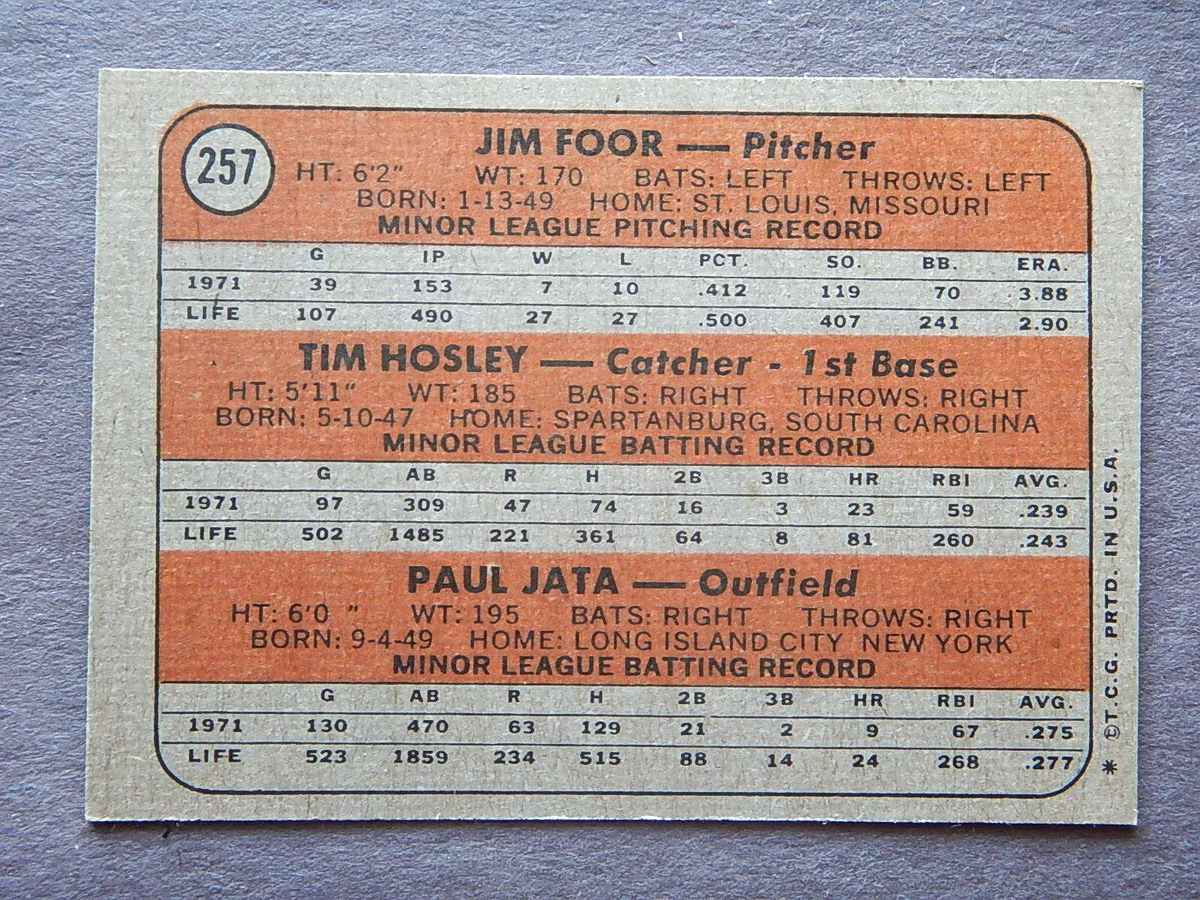 257
JIM FOOR — Pitcher
HT: 6'2" WT: 170 BATS: LEFT THROWS: LEFT
BORN: 1-13-49 HOME: ST. LOUIS, MISSOURI
MINOR LEAGUE PITCHING RECORD
G IP W L PCT. SO. BB. ERA.
1971 39 153 7 10 .412 119 70 3.88
LIFE 107 490 27 27 .500 407 241 2.90
TIM HOSLEY — Catcher - 1st Base
HT: 5'11" WT: 185 BATS: RIGHT THROWS: RIGHT
BORN: 5-10-47 HOME: SPARTANBURG, SOUTH CAROLINA
MINOR LEAGUE BATTING RECORD
G AB R H 2B 3B HR RBI AVG.
1971 97 309 47 74 16 3 23 59 .239
LIFE 502 1485 221 361 64 8 81 260 .243
PAUL JATA — Outfield
HT: 6'0 " WT: 195 BATS: RIGHT THROWS: RIGHT
BORN: 9-4-49 HOME: LONG ISLAND CITY NEW YORK
MINOR LEAGUE BATTING RECORD
G AB R H 2B 3B HR RBI AVG.
1971 130 470 63 129 21 2 9 67 .275
LIFE 523 1859 234 515 88 14 24 268 .277
* ©T.C.G. PRTD. IN U.S.A.